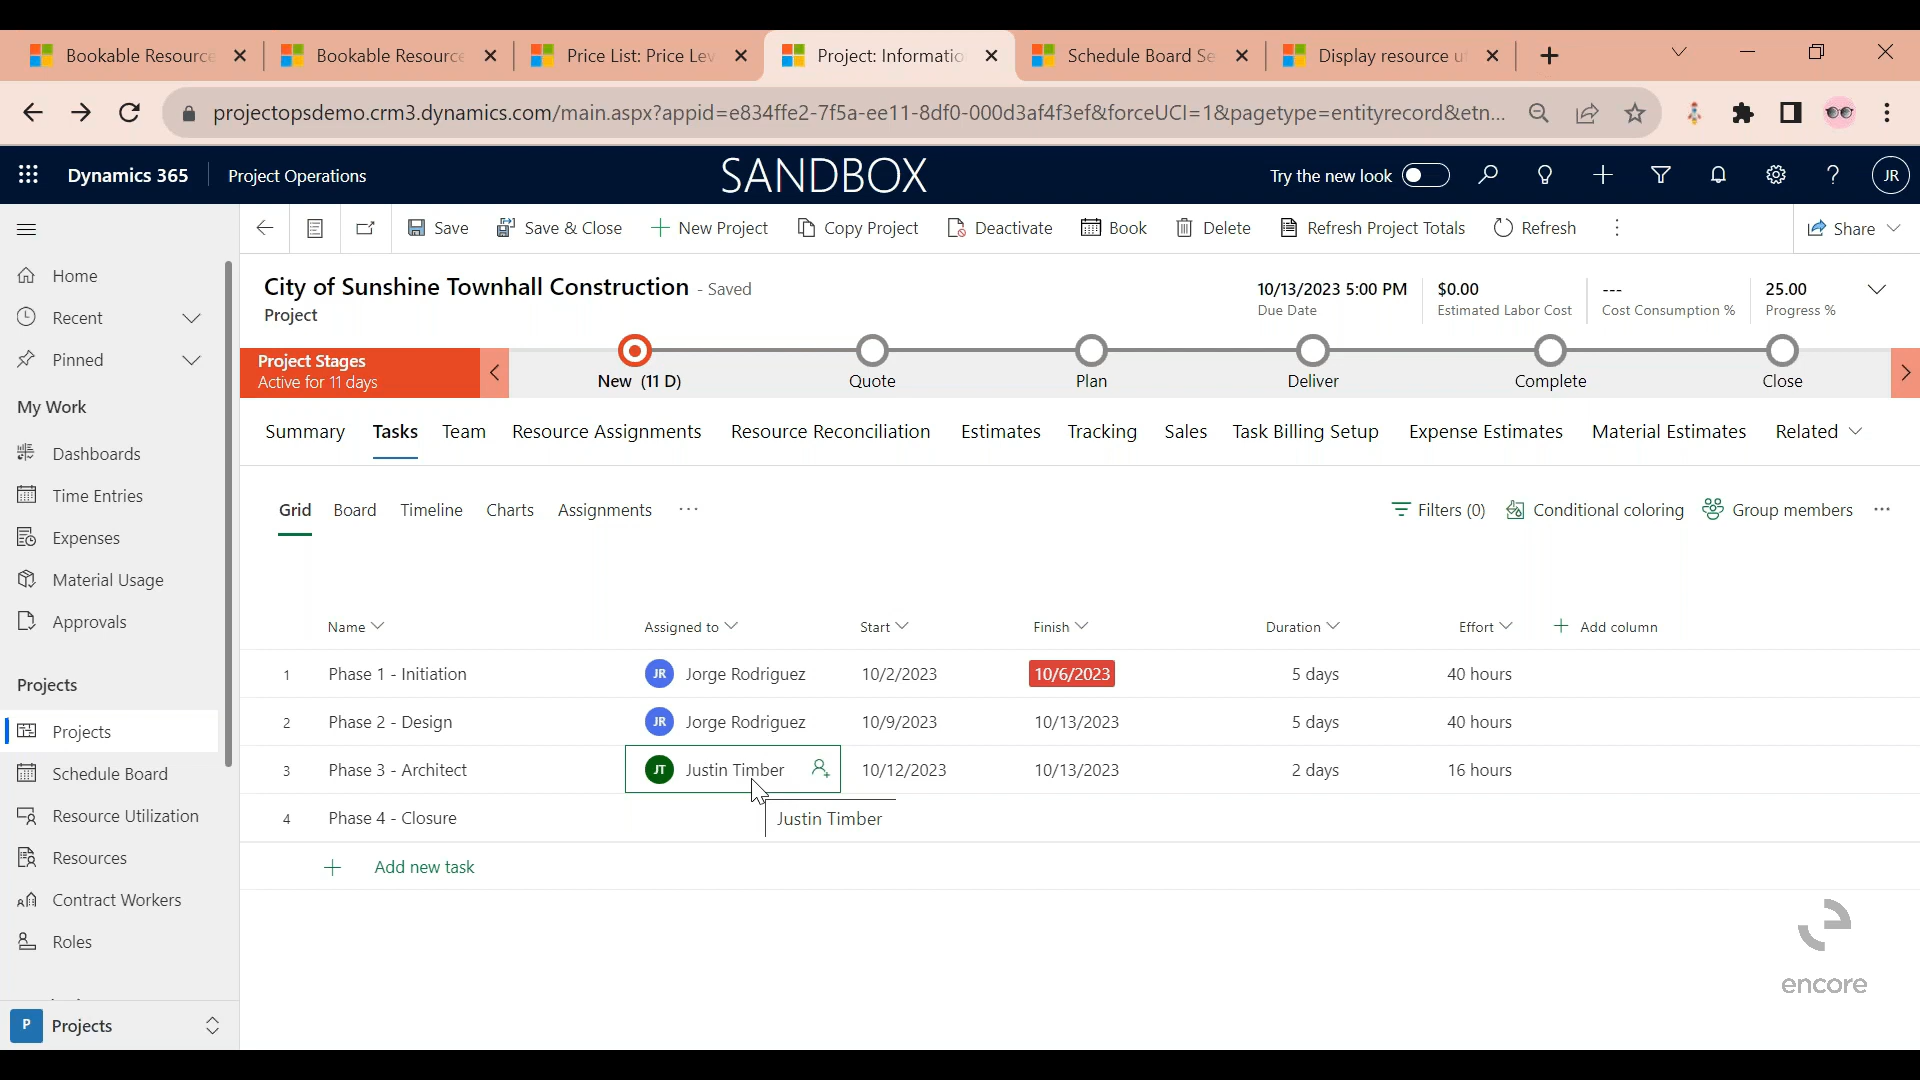 Bookable Resource
Bookable Resource
Price List: Price Lev
Project: Informatio
Schedule Board Se
Display resource u
projectopsdemo.crm3.dynamics.com/main.aspx?appid=e834ffe2-7f5a-ee11-8df0-000d3af4f3ef&forceUCI=1&pagetype=entityrecord&etn...
Dynamics 365
Project Operations
SANDBOX
Try the new look
JR
Save
Save & Close
New Project
Copy Project
Deactivate
Book
Delete
Refresh Project Totals
Refresh
Share
Home
Recent
Pinned
My Work
Dashboards
Time Entries
Expenses
Material Usage
Approvals
Projects
Projects
Schedule Board
Resource Utilization
Resources
Contract Workers
Roles
P Projects
City of Sunshine Townhall Construction - Saved
Project
10/13/2023 5:00 PM
Due Date
$0.00
Estimated Labor Cost
---
Cost Consumption %
25.00
Progress %
Project Stages
Active for 11 days
New (11 D)
Quote
Plan
Deliver
Complete
Close
Summary Tasks Team Resource Assignments Resource Reconciliation Estimates Tracking Sales Task Billing Setup Expense Estimates Material Estimates Related
Grid Board Timeline Charts Assignments ...
Filters (0) Conditional coloring Group members ...
Name Assigned to Start Finish Duration Effort Add column
1 Phase 1 - Initiation JR Jorge Rodriguez 10/2/2023 10/6/2023 5 days 40 hours
2 Phase 2 - Design JR Jorge Rodriguez 10/9/2023 10/13/2023 5 days 40 hours
3 Phase 3 - Architect JT Justin Timber 10/12/2023 10/13/2023 2 days 16 hours
4 Phase 4 - Closure
Justin Timber
Add new task
encore